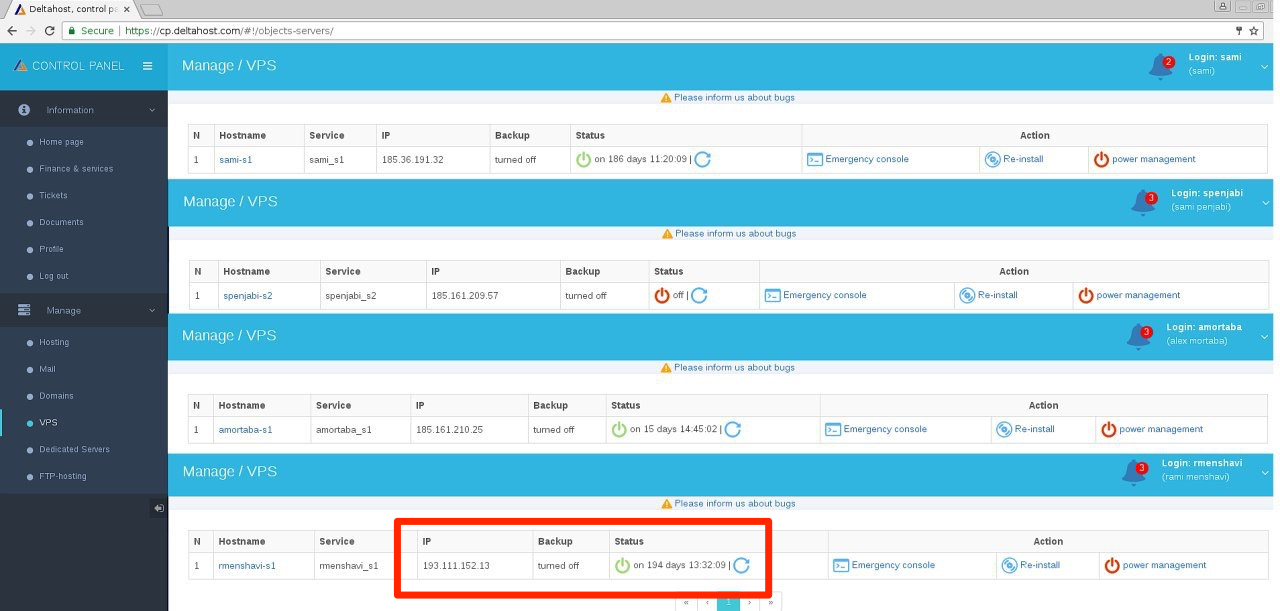 Deltahost, control p
Secure | https://cp.deltahost.com/#!/objects-servers/
CONTROL PANEL
Information
Home page
Finance & services
Tickets
Documents
Profile
Log out
Manage
Hosting
Mail
Domains
VPS
Dedicated Servers
FTP-hosting
Manage / VPS
2
Login: sami
(sami)
Please inform us about bugs
N Hostname Service IP Backup Status Action
1 sami-s1 sami_s1 185.36.191.32 turned off on 186 days 11:20:09 | Emergency console Re-install power management
Manage / VPS
3
Login: spenjabi
(sami penjabi)
Please inform us about bugs
N Hostname Service IP Backup Status Action
1 spenjabi-s2 spenjabi_s2 185.161.209.57 turned off off | Emergency console Re-install power management
Manage / VPS
3
Login: amortaba
(alex mortaba)
Please inform us about bugs
N Hostname Service IP Backup Status Action
1 amortaba-s1 amortaba_s1 185.161.210.25 turned off on 15 days 14:45:02 | Emergency console Re-install power management
Manage / VPS
3
Login: rmenshavi
(rami menshavi)
Please inform us about bugs
N Hostname Service IP Backup Status Action
1 rmenshavi-s1 rmenshavi_s1 193.111.152.13 turned off on 194 days 13:32:09 | Emergency console Re-install power management
« ‹ 1 › »